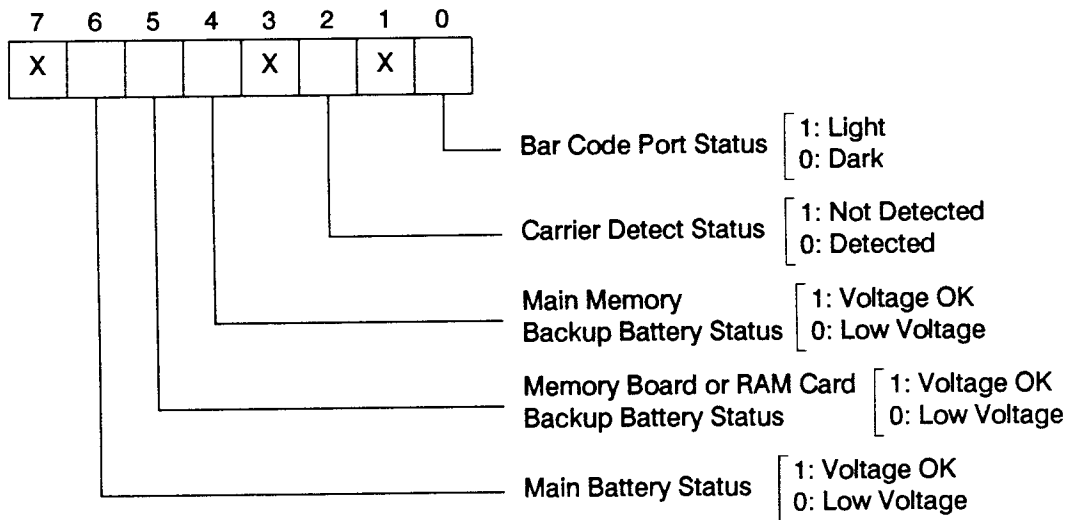 7 6 5 4 3 2 1 0
X X X
Bar Code Port Status
1: Light
0: Dark
Carrier Detect Status
1: Not Detected
0: Detected
Main Memory
Backup Battery Status
1: Voltage OK
0: Low Voltage
Memory Board or RAM Card
Backup Battery Status
1: Voltage OK
0: Low Voltage
Main Battery Status
1: Voltage OK
0: Low Voltage